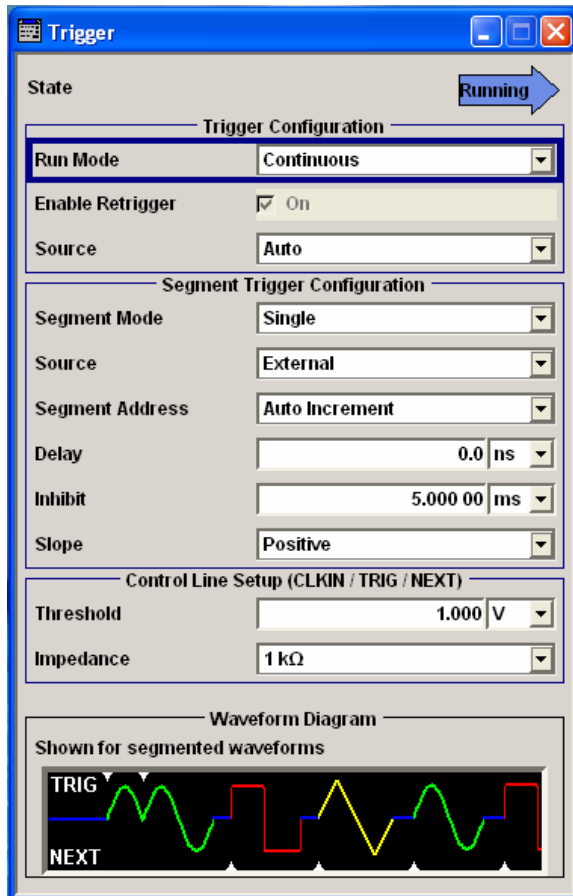 Trigger
State Running
Trigger Configuration
Run Mode Continuous
Enable Retrigger On
Source Auto
Segment Trigger Configuration
Segment Mode Single
Source External
Segment Address Auto Increment
Delay 0.0 ns
Inhibit 5.000 00 ms
Slope Positive
Control Line Setup (CLKIN / TRIG / NEXT)
Threshold 1.000 V
Impedance 1 kΩ
Waveform Diagram
Shown for segmented waveforms
TRIG
NEXT